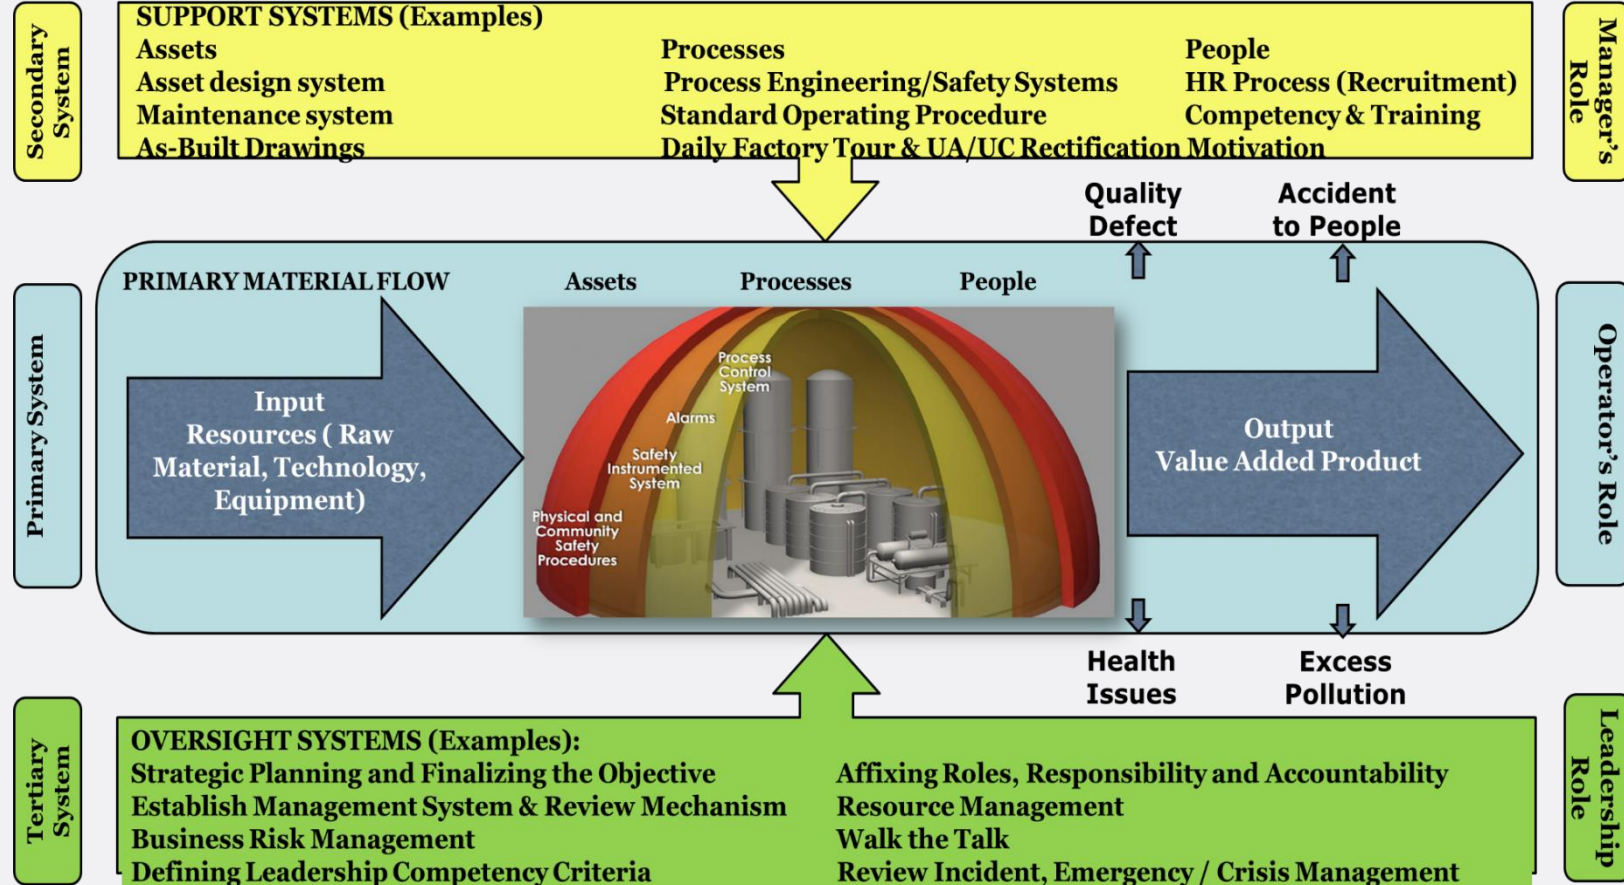 Secondary
System
SUPPORT SYSTEMS (Examples)
Assets Processes People
Asset design system Process Engineering/Safety Systems HR Process (Recruitment)
Maintenance system Standard Operating Procedure Competency & Training
As-Built Drawings Daily Factory Tour & UA/UC Rectification Motivation
Manager's
Role
Quality
Defect
Accident
to People
Primary System
PRIMARY MATERIAL FLOW Assets Processes People
Input
Resources ( Raw
Material, Technology,
Equipment)
Process
Control
System
Alarms
Safety
Instrumented
System
Physical and
Community
Safety
Procedures
Output
Value Added Product
Operator's Role
Health
Issues
Excess
Pollution
Tertiary
System
OVERSIGHT SYSTEMS (Examples):
Strategic Planning and Finalizing the Objective Affixing Roles, Responsibility and Accountability
Establish Management System & Review Mechanism Resource Management
Business Risk Management Walk the Talk
Defining Leadership Competency Criteria Review Incident, Emergency / Crisis Management
Leadership
Role